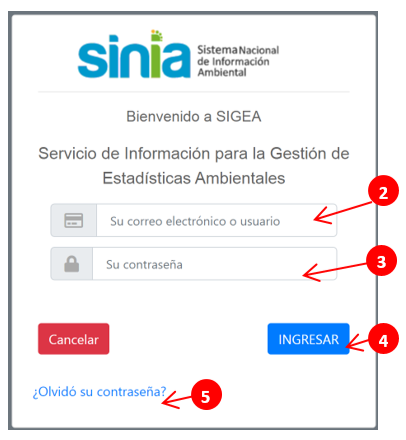 sinia Sistema Nacional
de Información
Ambiental
Bienvenido a SIGEA
Servicio de Información para la Gestión de
Estadísticas Ambientales
Su correo electrónico o usuario
2
Su contraseña
3
Cancelar
INGRESAR
4
¿Olvidó su contraseña?
5